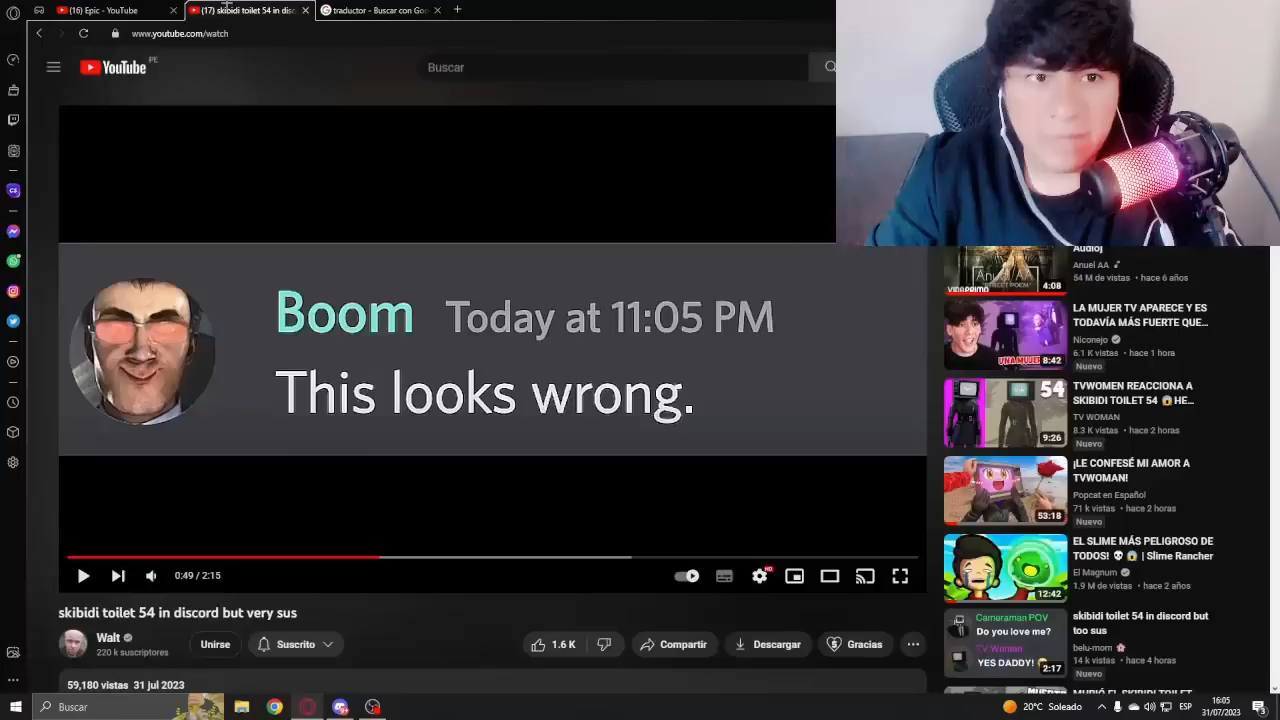 (16) Epic - YouTube
(17) skibidi toilet 54 in disc
traductor - Buscar con Go
www.youtube.com/watch
YouTube PE
Buscar
Boom Today at 11:05 PM
This looks wrong.
0:49 / 2:15
skibidi toilet 54 in discord but very sus
Walt
220 k suscriptores
Unirse
Suscrito
1.6 K
Compartir
Descargar
Gracias
59,180 vistas 31 jul 2023
Audio]
Anuel AA
54 M de vistas • hace 6 años
Anuel AA
4:08
LA MUJER TV APARECE Y ES
TODAVÍA MÁS FUERTE QUE...
Niconejo
6.1 K vistas • hace 1 hora
Nuevo
UNA MUJER
8:42
TVWOMEN REACCIONA A
SKIBIDI TOILET 54 😱HE...
TV WOMAN
8.3 K vistas • hace 2 horas
Nuevo
54
9:26
¡LE CONFESÉ MI AMOR A
TVWOMAN!
Popcat en Español
71 k vistas • hace 2 horas
Nuevo
53:18
EL SLIME MÁS PELIGROSO DE
TODOS! 💀 😱 | Slime Rancher
El Magnum
1.9 M de vistas • hace 2 años
12:42
skibidi toilet 54 in discord but
too sus
belu-mom 🌸
14 k vistas • hace 4 horas
Nuevo
Cameraman POV
Do you love me?
TV Woman
YES DADDY!
2:17
Buscar
20°C Soleado
ESP
16:05
31/07/2023